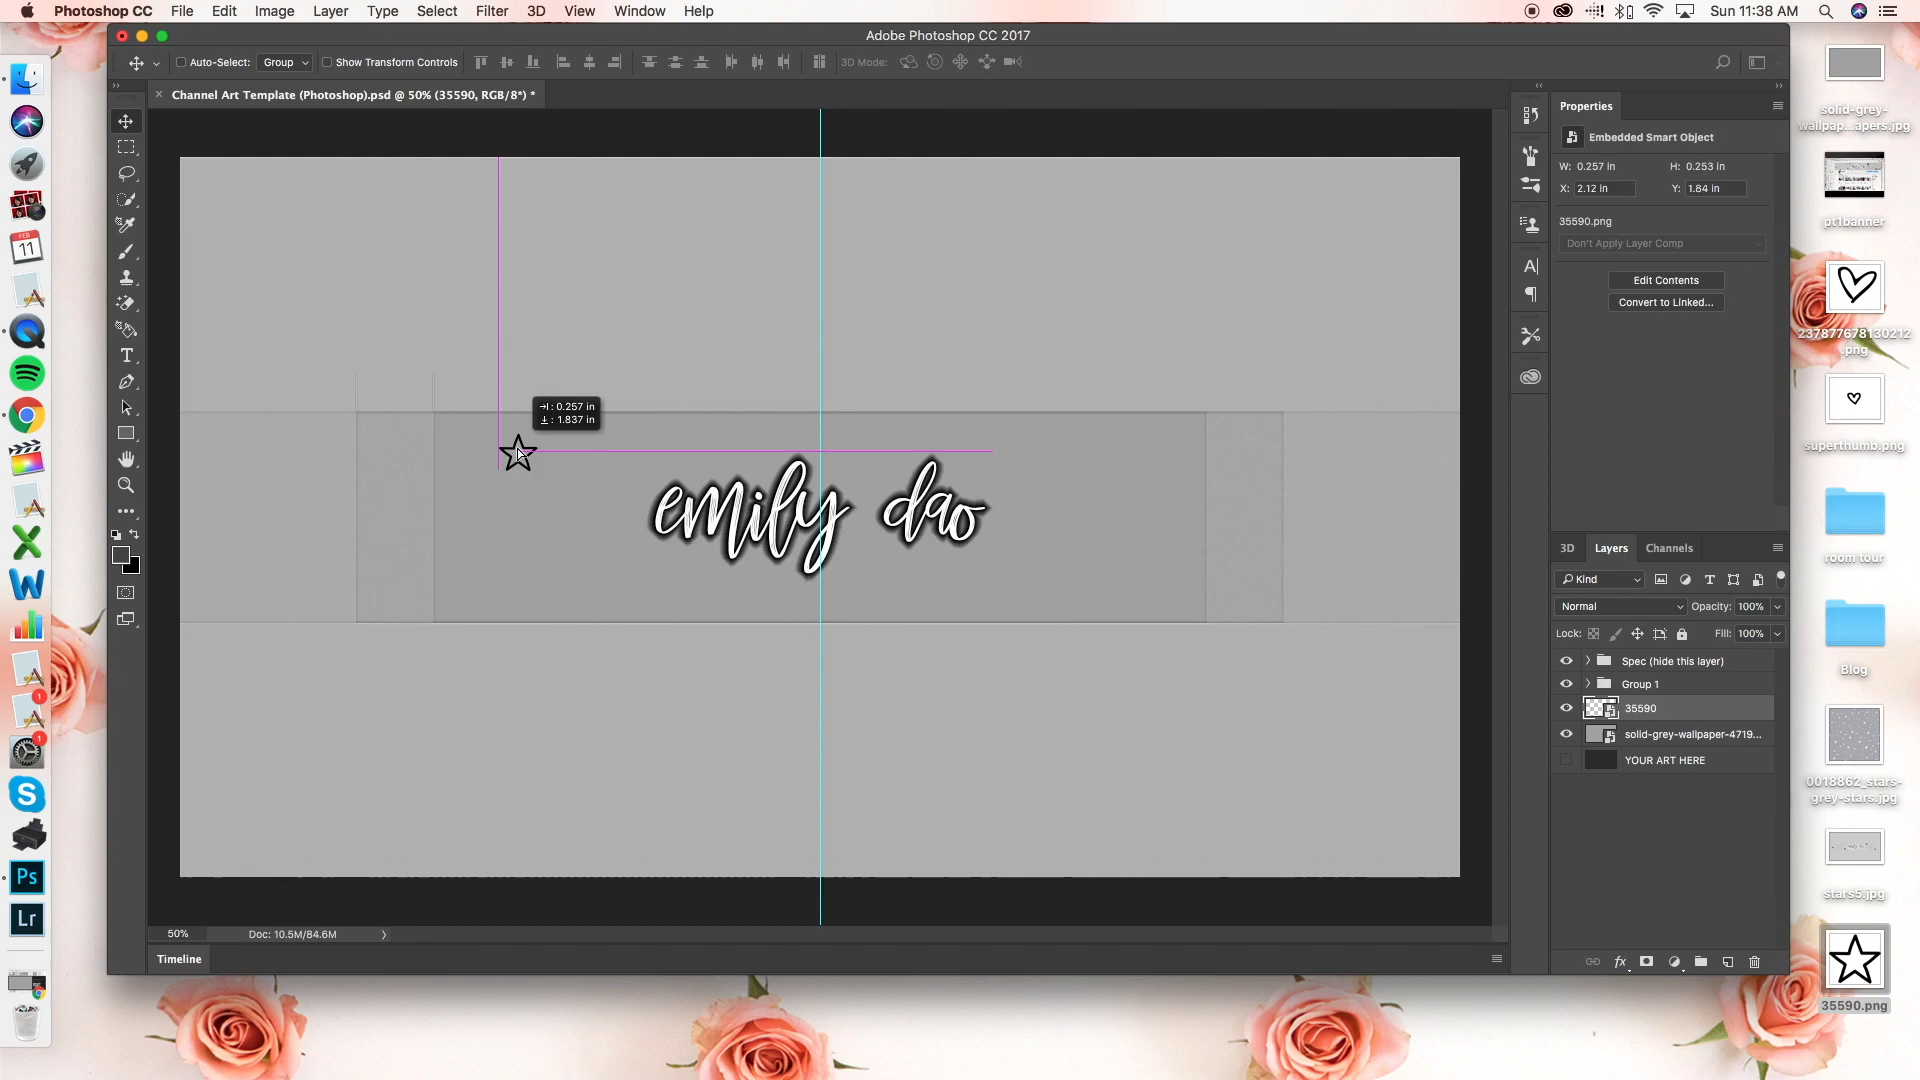 Photoshop CC File Edit Image Layer Type Select Filter 3D View Window Help Sun 11:38 AM
Adobe Photoshop CC 2017
Auto-Select: Group Show Transform Controls 3D Mode:
Channel Art Template (Photoshop).psd @ 50% (35590, RGB/8*) *
Properties
Embedded Smart Object
W: 0.257 in H: 0.253 in
X: 2.12 in Y: 1.84 in
35590.png
Don't Apply Layer Comp
Edit Contents
Convert to Linked...
→I: 0.257 in
: 1.837 in
emily dao
3D Layers Channels
Kind
Normal Opacity: 100%
Lock: Fill: 100%
Spec (hide this layer)
Group 1
35590
solid-grey-wallpaper-4719...
YOUR ART HERE
50% Doc: 10.5M/84.6M
Timeline
FEB
11
1
1
Ps
Lr
solid-grey-
wallpap...apers.jpg
pt1banner
237877678130212
.png
superthumb.png
room tour
Blog
0018862_stars-
grey-stars.jpg
stars5.jpg
35590.png